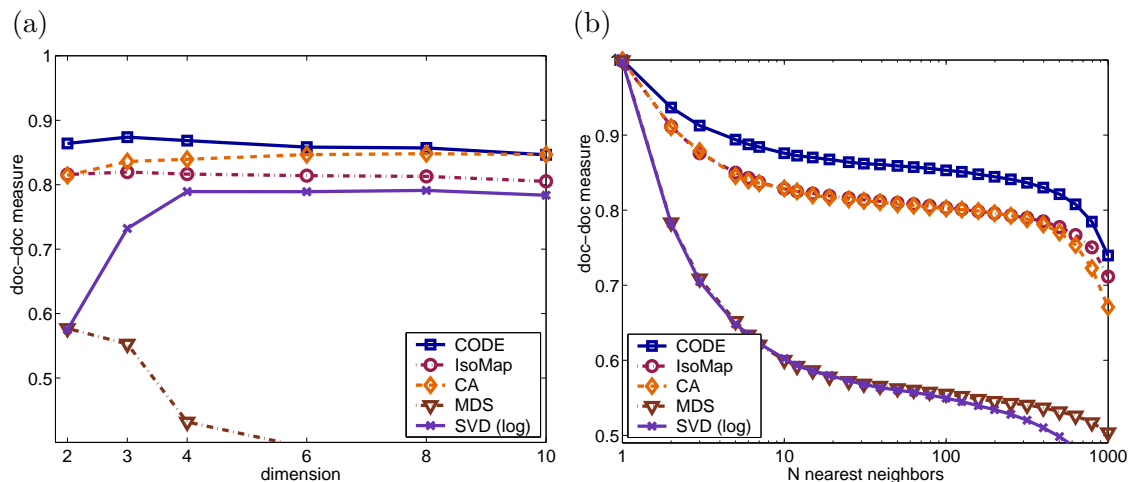 (a)
(b)
1
0.9
0.8
0.7
0.6
0.5
doc−doc measure
2
3
4
6
8
10
dimension
CODE
IsoMap
CA
MDS
SVD (log)
1
0.9
0.8
0.7
0.6
0.5
doc−doc measure
1
10
100
1000
N nearest neighbors
CODE
IsoMap
CA
MDS
SVD (log)